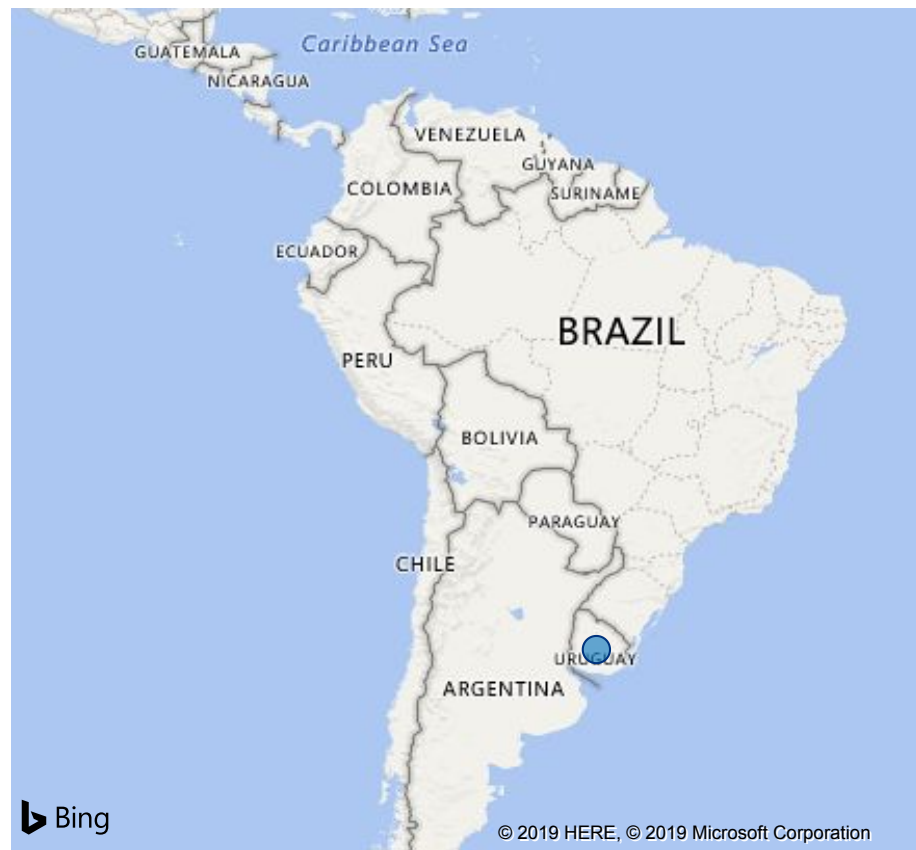 Caribbean Sea
GUATEMALA
NICARAGUA
VENEZUELA
GUYANA
COLOMBIA
SURINAME
ECUADOR
BRAZIL
PERU
BOLIVIA
PARAGUAY
CHILE
URUGUAY
ARGENTINA
Bing
© 2019 HERE, © 2019 Microsoft Corporation